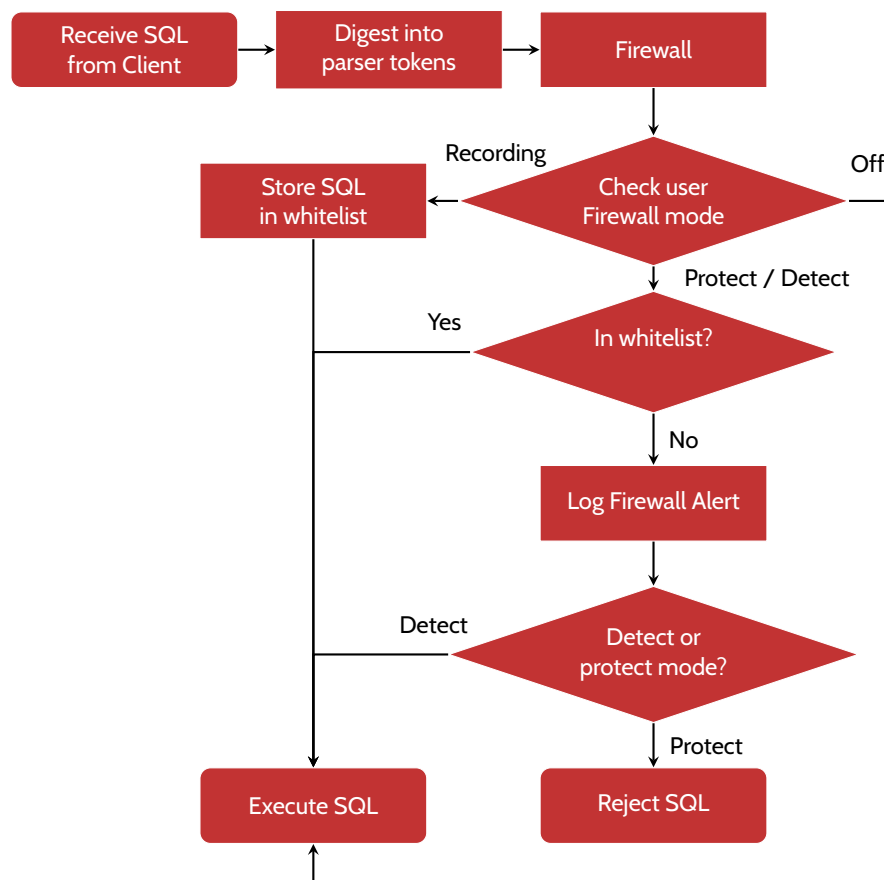 Receive SQL
from Client
Digest into
parser tokens
Firewall
Recording
Off
Store SQL
in whitelist
Check user
Firewall mode
Protect / Detect
Yes
In whitelist?
No
Log Firewall Alert
Detect
Detect or
protect mode?
Protect
Execute SQL
Reject SQL